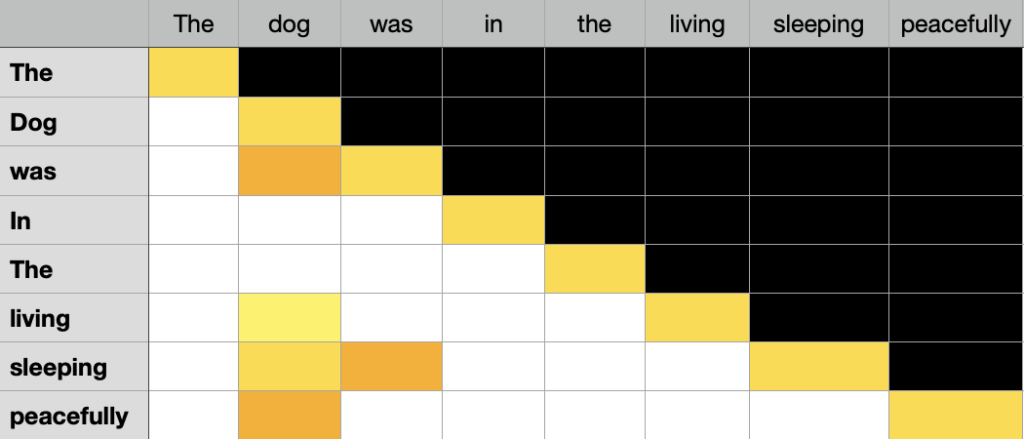 The dog was in the living sleeping peacefully
The
Dog
was
In
The
living
sleeping
peacefully